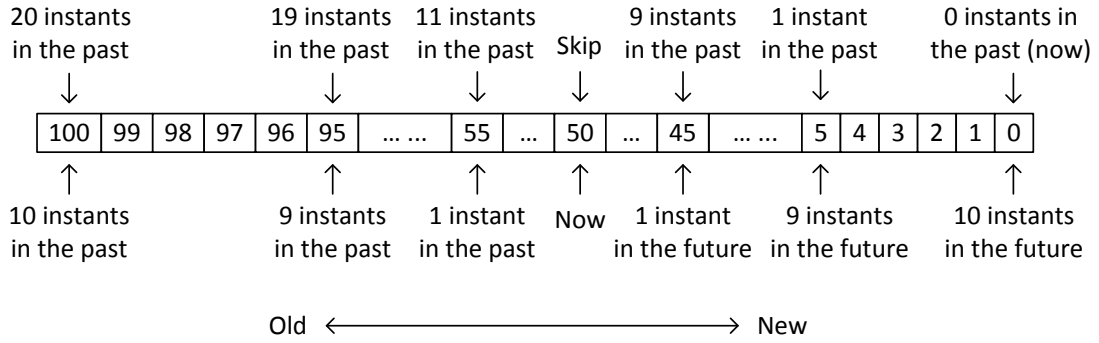 20 instants in the past
19 instants in the past
11 instants in the past
Skip
9 instants in the past
1 instant in the past
0 instants in the past (now)
100 99 98 97 96 95 ... ... 55 ... 50 ... 45 ... ... 5 4 3 2 1 0
10 instants in the past
9 instants in the past
1 instant in the past
Now
1 instant in the future
9 instants in the future
10 instants in the future
Old New